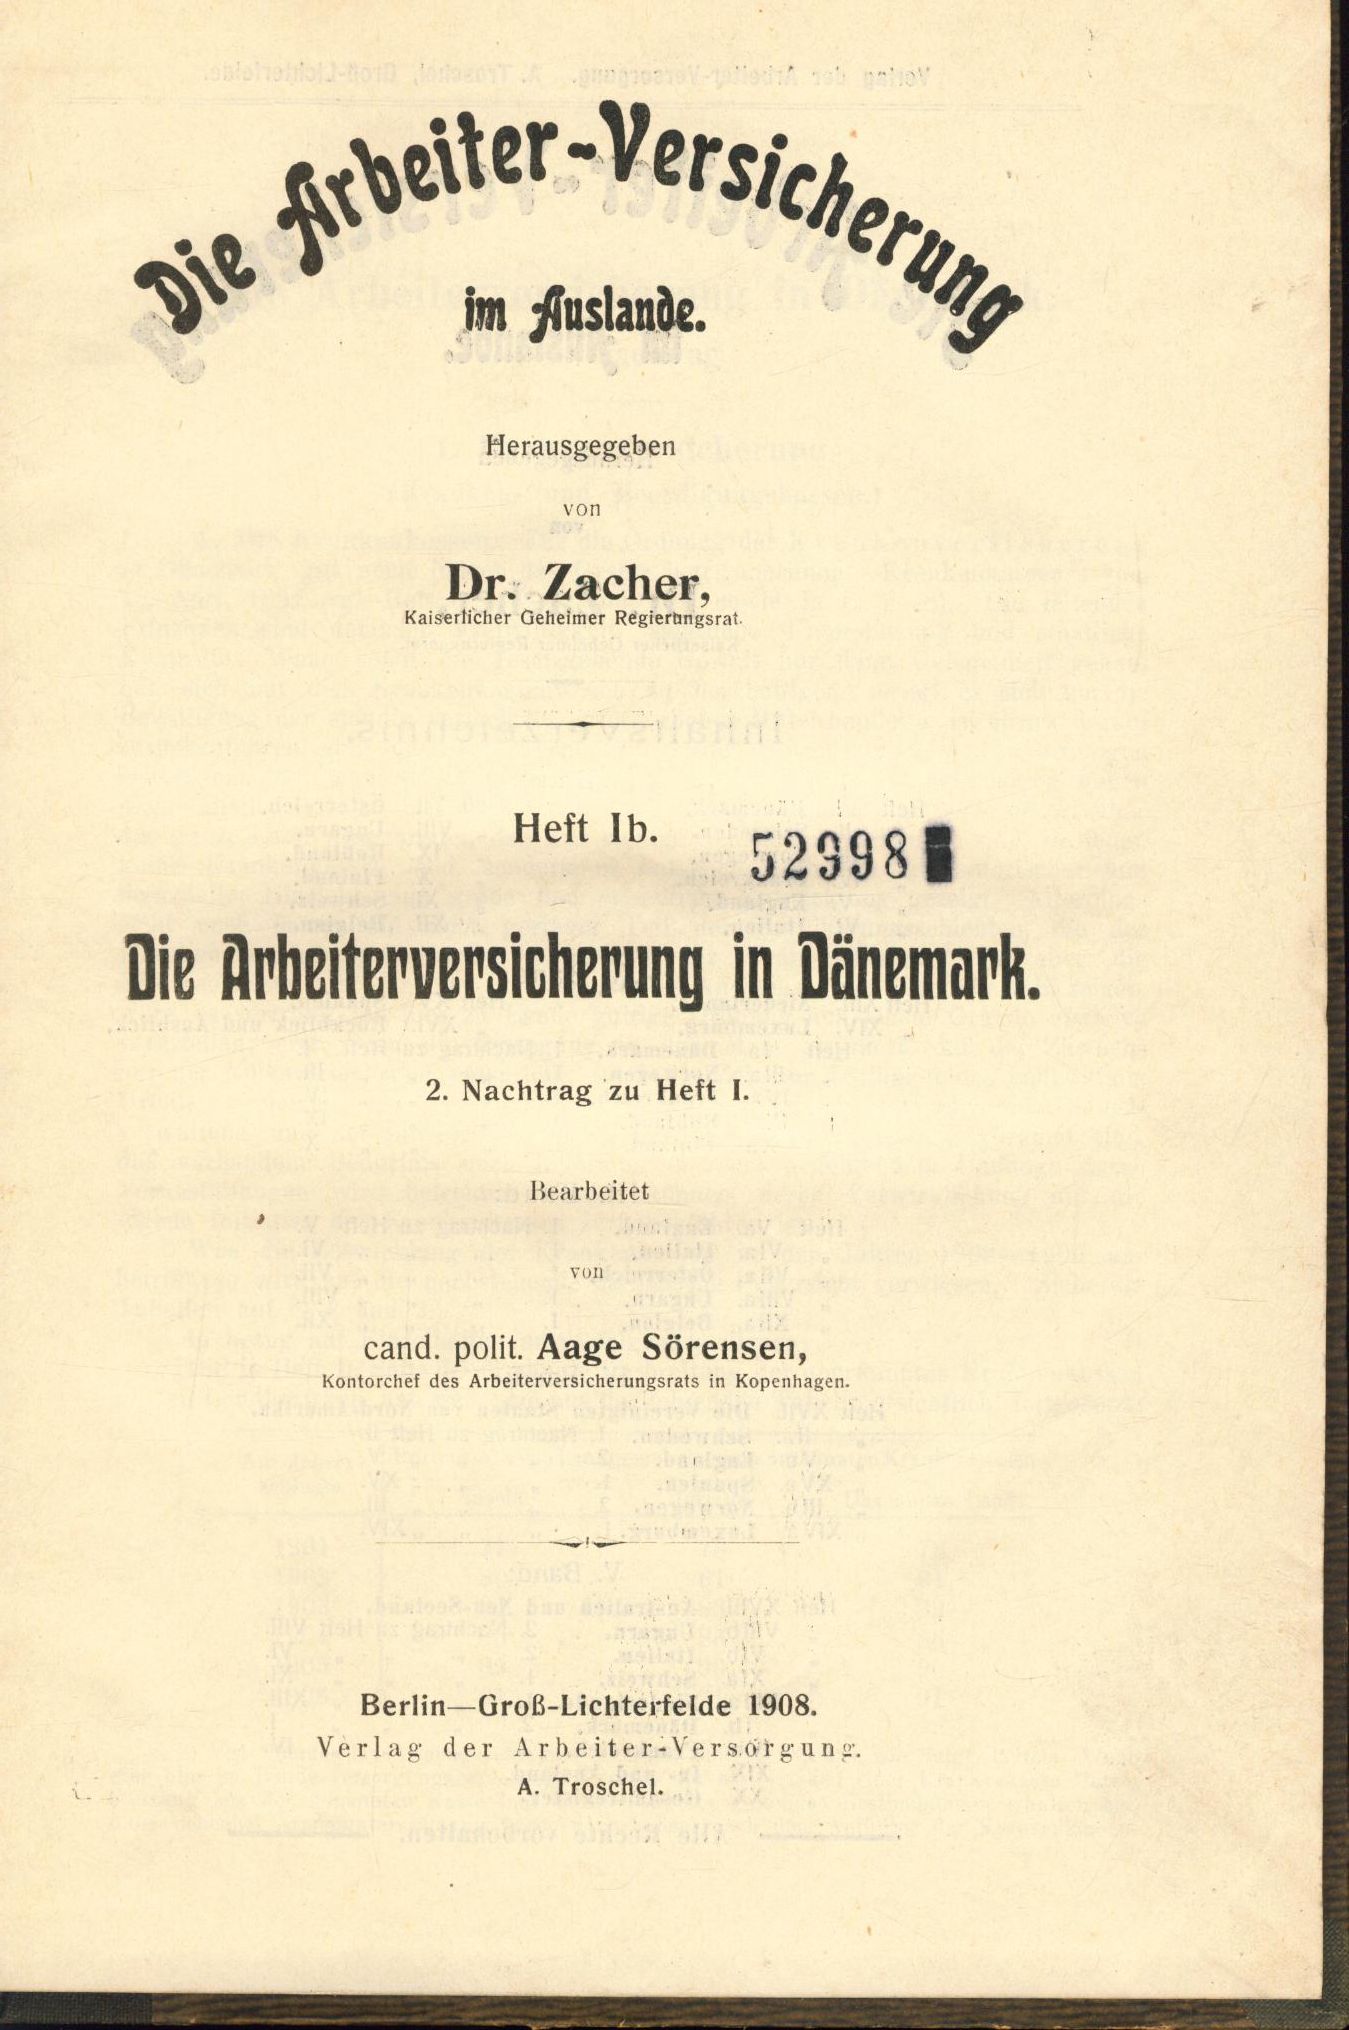 Die Arbeiter-Versicherung
im Auslande.
Herausgegeben
von
Dr. Zacher,
Kaiserlicher Geheimer Regierungsrat.
Heft Ib.
52998
Die Arbeiterversicherung in Dänemark.
2. Nachtrag zu Heft I.
Bearbeitet
von
cand. polit. Aage Sörensen,
Kontorchef des Arbeiterversicherungsrats in Kopenhagen.
Berlin—Groß-Lichterfelde 1908.
Verlag der Arbeiter-Versorgung.
A. Troschel.